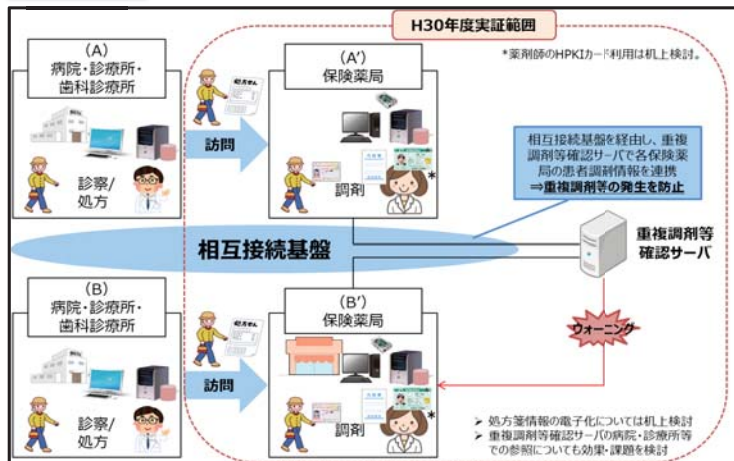 H30年度実証範囲
(A)
病院・診療所・
歯科診療所
診察/
処方
処方せん
訪問
(A’)
保険薬局
調剤
*
*薬剤師のHPKIカード利用は机上検討。
相互接続基盤を経由し、重複
調剤等確認サーバで各保険薬
局の患者調剤情報を連携
⇒重複調剤等の発生を防止
相互接続基盤
重複調剤等
確認サーバ
(B)
病院・診療所・
歯科診療所
診察/
処方
処方せん
訪問
(B’)
保険薬局
調剤
*
ウォーニング
➢ 処方箋情報の電子化については机上検討
➢ 重複調剤等確認サーバの病院・診療所等
での参照についても効果・課題を検討